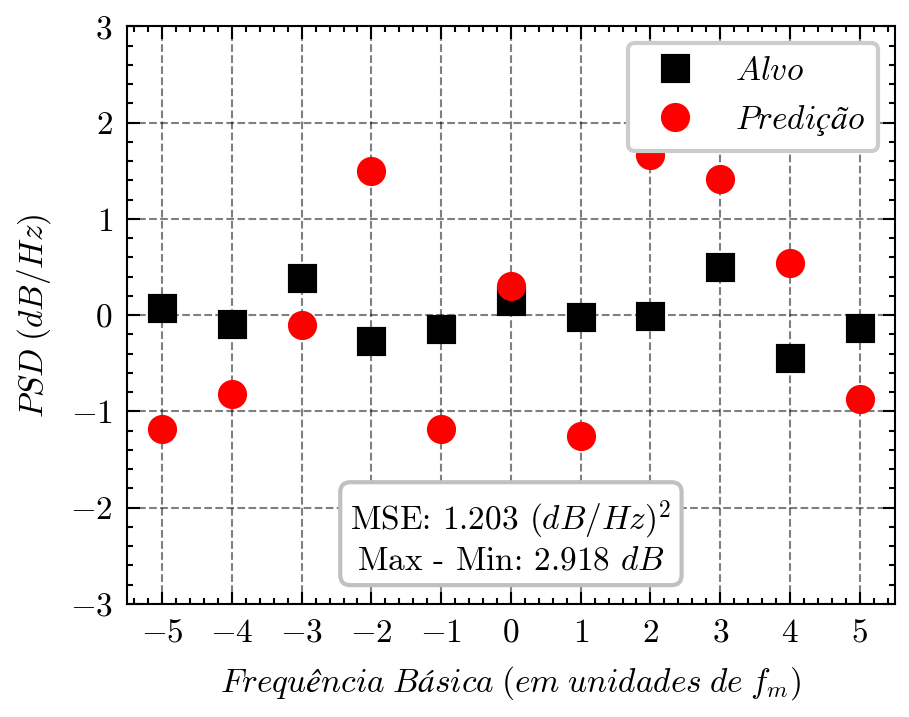 3
2
1
0
−1
−2
−3
PSD (dB/Hz)
Alvo
Predição
MSE: 1.203 (dB/Hz)²
Max - Min: 2.918 dB
−5 −4 −3 −2 −1 0 1 2 3 4 5
Frequência Básica (em unidades de fₘ)